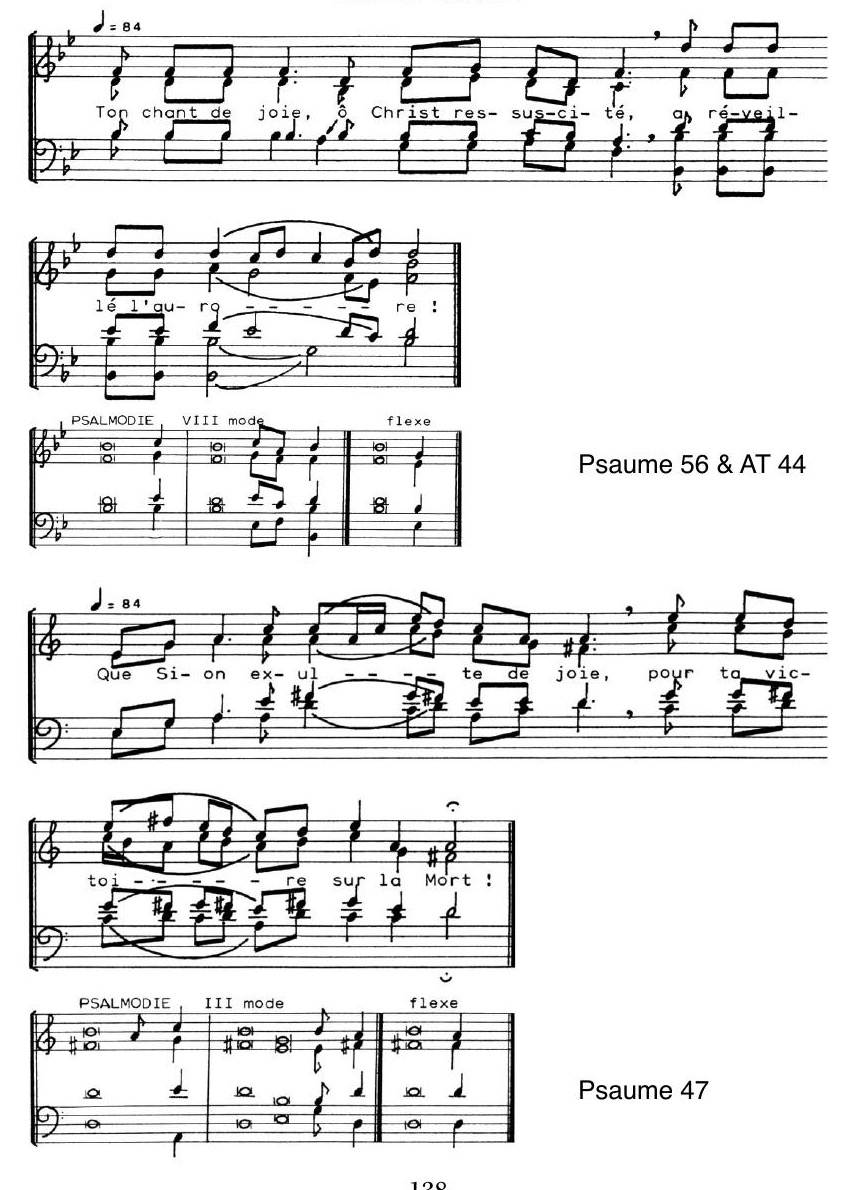 ♩ = 84
Ton chant de joie, ô Christ res- sus-ci- té, a ré-veil-
lé l'au- ro - - - - - re !
PSALMODIE VIII mode flexe
Psaume 56 & AT 44
♩ = 84
Que Si- on ex- ul - - - - te de joie, pour ta vic-
toi - - - - - re sur la Mort !
PSALMODIE III mode flexe
Psaume 47
138